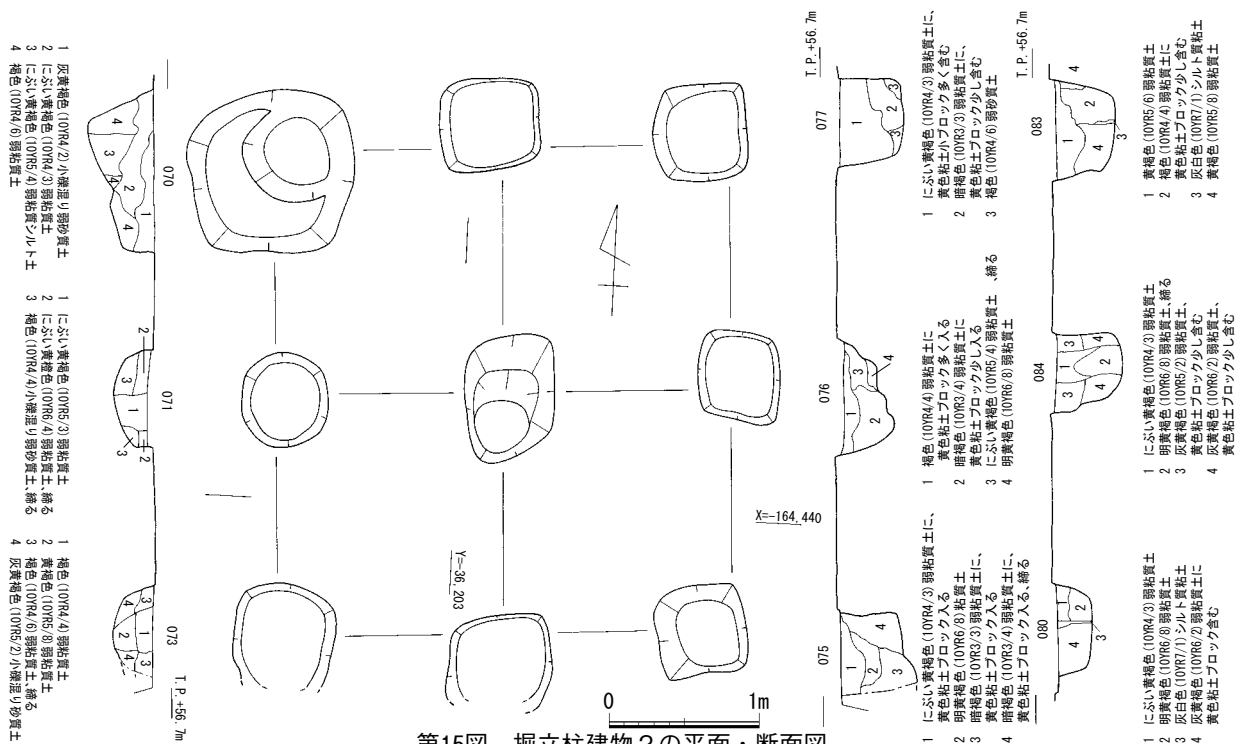 T.P.+56.7m
083
1 黄褐色(10YR5/6)弱粘質土
2 褐色(10YR4/4)弱粘質土に
黄色粘土ブロック少し含む
3 灰白色(10YR7/1)シルト質粘土
4 黄褐色(10YR5/8)弱粘質土
084
1 にぶい黄褐色(10YR4/3)弱粘質土
2 明黄褐色(10YR6/8)弱粘質土、締る
3 灰黄褐色(10YR5/2)弱粘質土、
黄色粘土ブロック少し含む
4 灰黄褐色(10YR6/2)弱粘質土、
黄色粘土ブロック少し含む
080
1 にぶい黄褐色(10YR4/3)弱粘質土
2 明黄褐色(10YR6/8)弱粘質土
3 灰白色(10YR7/1)シルト質粘土
4 灰黄褐色(10YR6/2)弱粘質土に
黄色粘土ブロック含む
T.P.+56.7m
077
1 にぶい黄褐色(10YR4/3)弱粘質土に、
黄色粘土小ブロック多く含む
2 暗褐色(10YR3/3)弱粘質土に、
黄色粘土ブロック少し含む
3 褐色(10YR4/6)弱砂質土
076
1 褐色(10YR4/4)弱粘質土に
黄色粘土ブロック多く入る
2 暗褐色(10YR3/4)弱粘質土に
黄色粘土ブロック少し入る
3 にぶい黄褐色(10YR5/4)弱粘質土、締る
4 明黄褐色(10YR6/8)弱粘質土
075
1 にぶい黄褐色(10YR4/3)弱粘質土に、
黄色粘土ブロック入る
2 明黄褐色(10YR6/8)粘質土
3 暗褐色(10YR3/3)弱粘質土に、
黄色粘土ブロック入る
4 暗褐色(10YR3/4)弱粘質土に、
黄色粘土ブロック入る、締る
070
1 灰黄褐色(10YR4/2)小礫混り弱砂質土
2 にぶい黄褐色(10YR4/3)弱粘質土
3 にぶい黄褐色(10YR5/4)弱粘質シルト土
4 褐色(10YR4/6)弱粘質土
071
1 にぶい黄褐色(10YR5/3)弱粘質土
2 にぶい黄橙色(10YR6/4)弱粘質土、締る
3 褐色(10YR4/4)小礫混り弱砂質土、締る
073
T.P.+56.7m
1 褐色(10YR4/4)弱粘質土
2 黄褐色(10YR5/8)弱粘質土
3 褐色(10YR4/6)弱粘質土、締る
4 灰黄褐色(10YR5/2)小礫混り砂質土
X=-164,440
Y=-36,203
0 1m
第15図 掘立柱建物2の平面・断面図